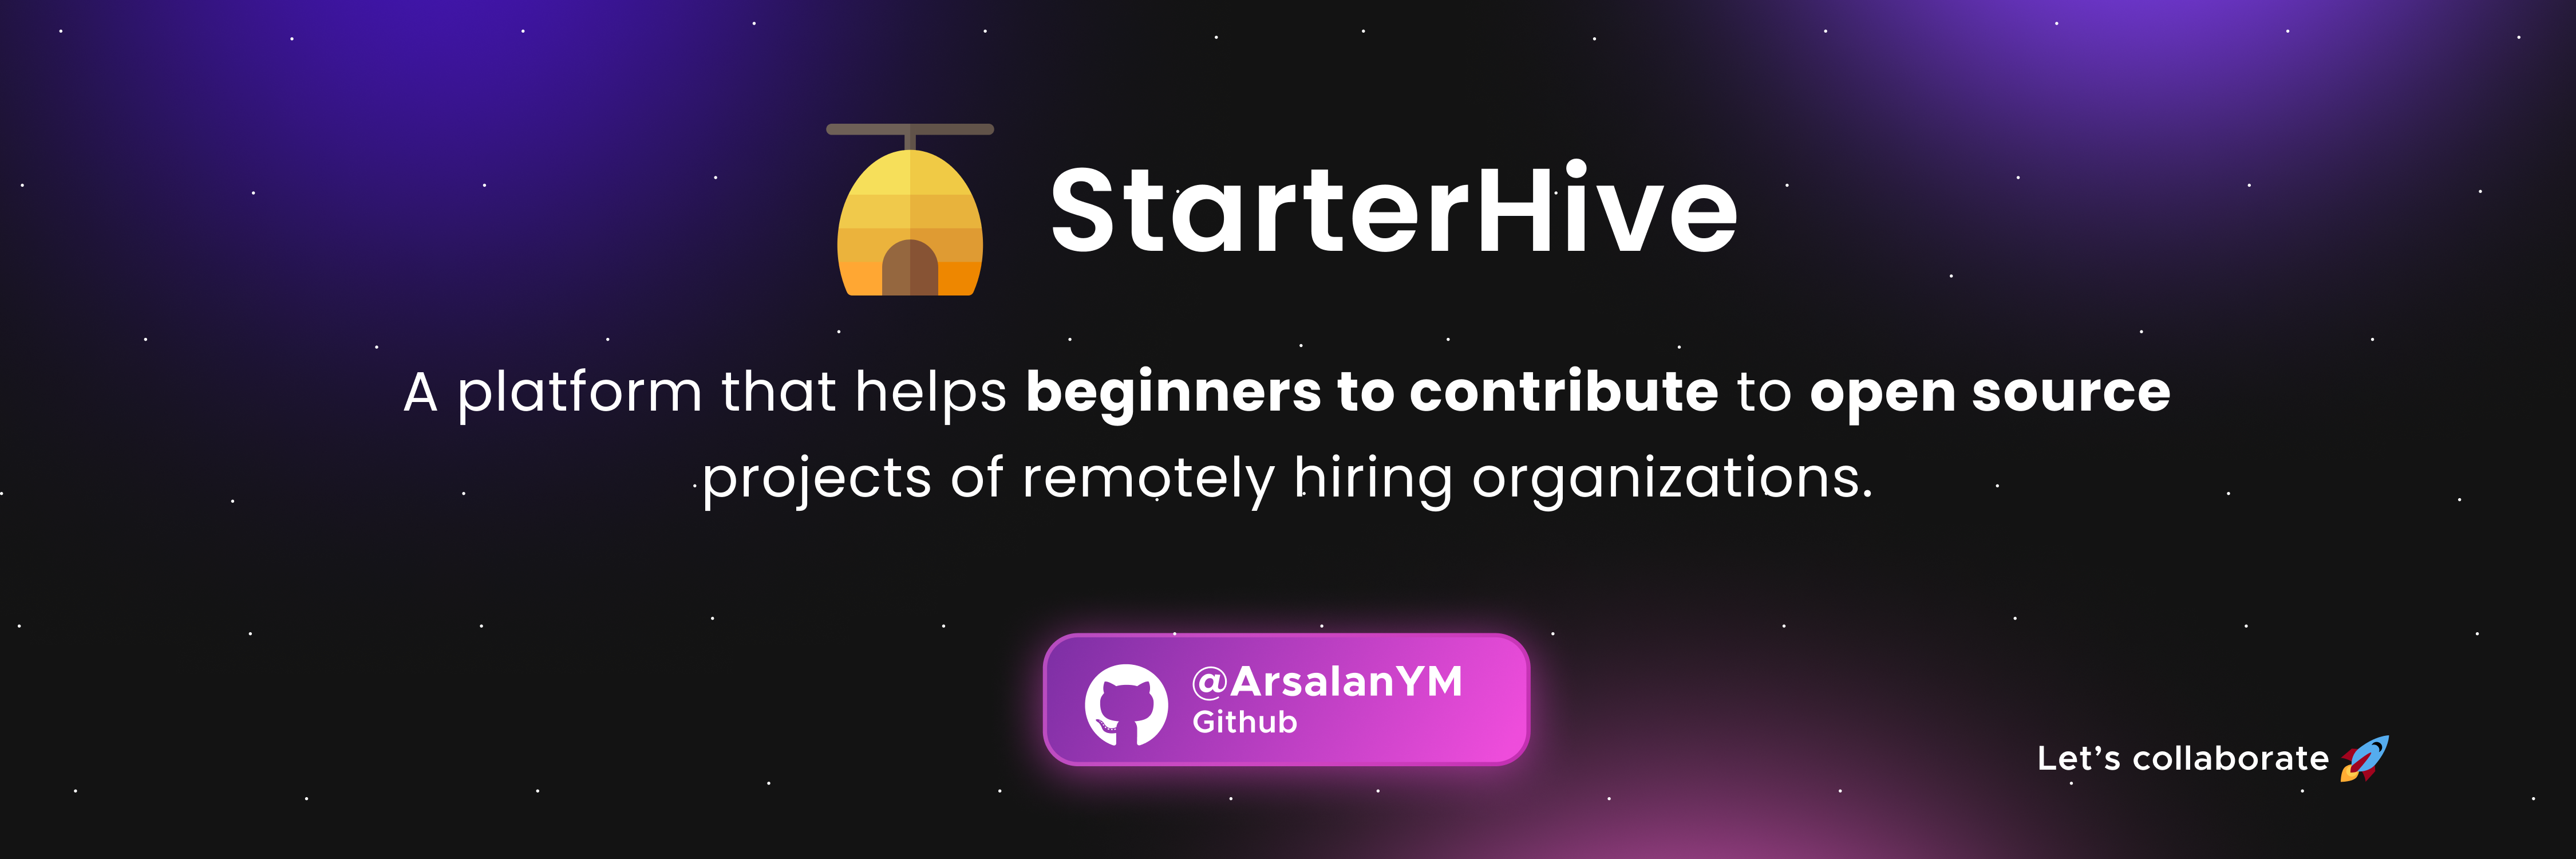 StarterHive
A platform that helps beginners to contribute to open source
projects of remotely hiring organizations.
@ArsalanYM
Github
Let’s collaborate 🚀